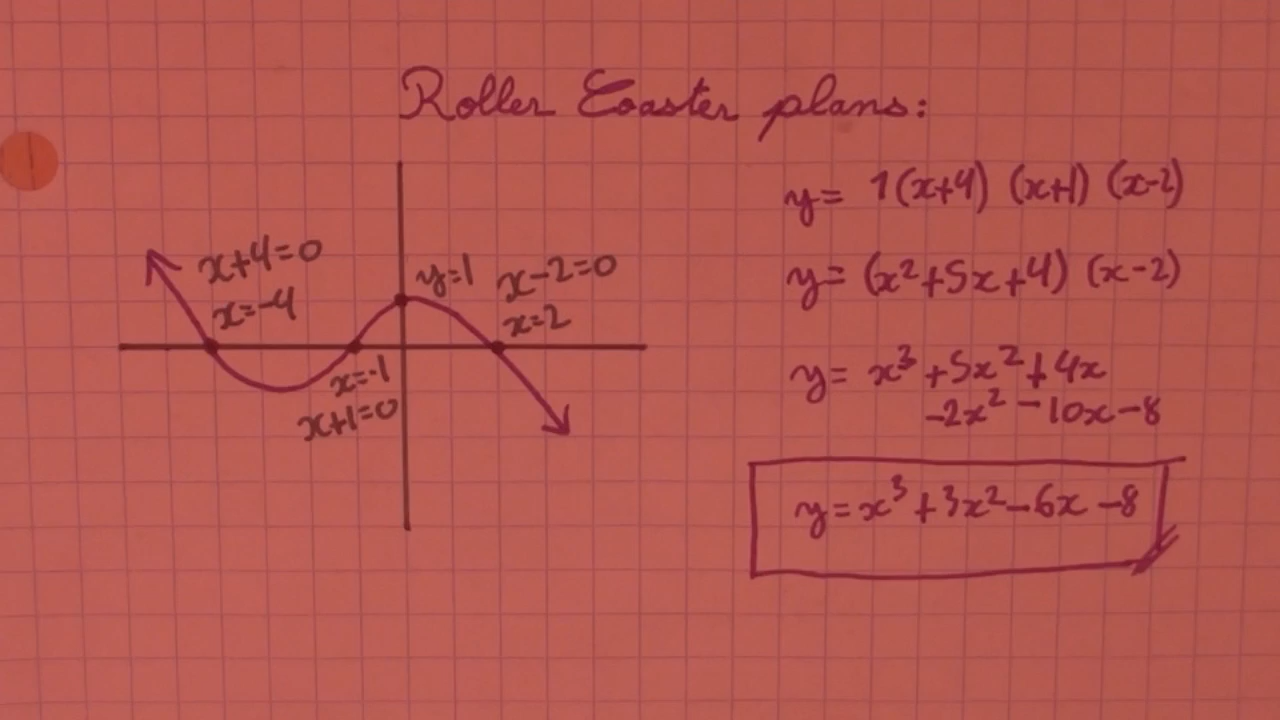 Roller Coaster plans:
x+4=0
x=-4
y=1
x-2=0
x=2
x=-1
x+1=0
y= 1(x+4) (x+1) (x-2)
y= (x²+5x+4) (x-2)
y= x³+5x²+4x
-2x²-10x-8
y=x³+3x²-6x-8